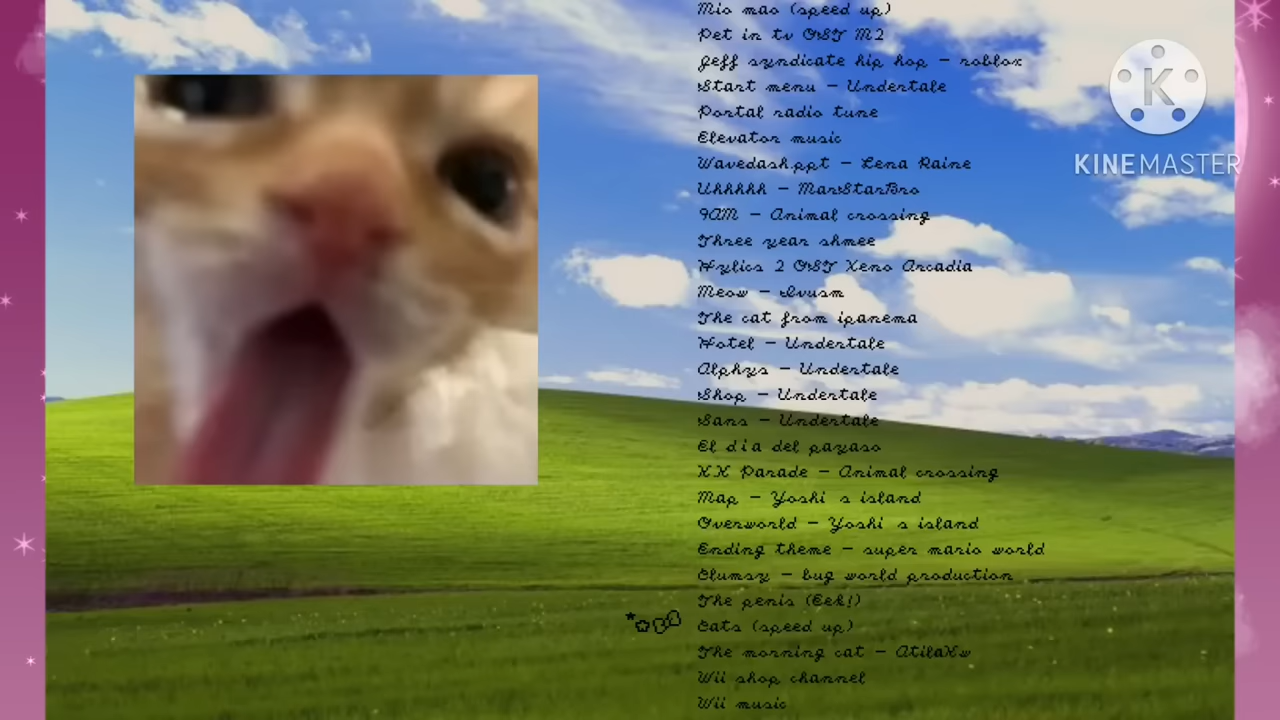 Mio mao (speed up)
Pet in tv OST M2
Jeff syndicate hip hop - roblox
Start menu - Undertale
Portal radio tune
Elevator music
Wavedash.ppt - Lena Raine
Uhhhhh - MarStarBro
9AM - Animal crossing
Three year shmee
Hylics 2 OST Xeno Arcadia
Meow - Ivusm
The cat from ipanema
Hotel - Undertale
Alphys - Undertale
Shop - Undertale
Sans - Undertale
El día del payaso
KK Parade - Animal crossing
Map - Yoshi s island
Overworld - Yoshi s island
Ending theme - super mario world
Clumsy - bug world production
The penis (Eek!)
Cats (speed up)
The morning cat - AtilaKw
Wii shop channel
Wii music
K
KINEMASTER